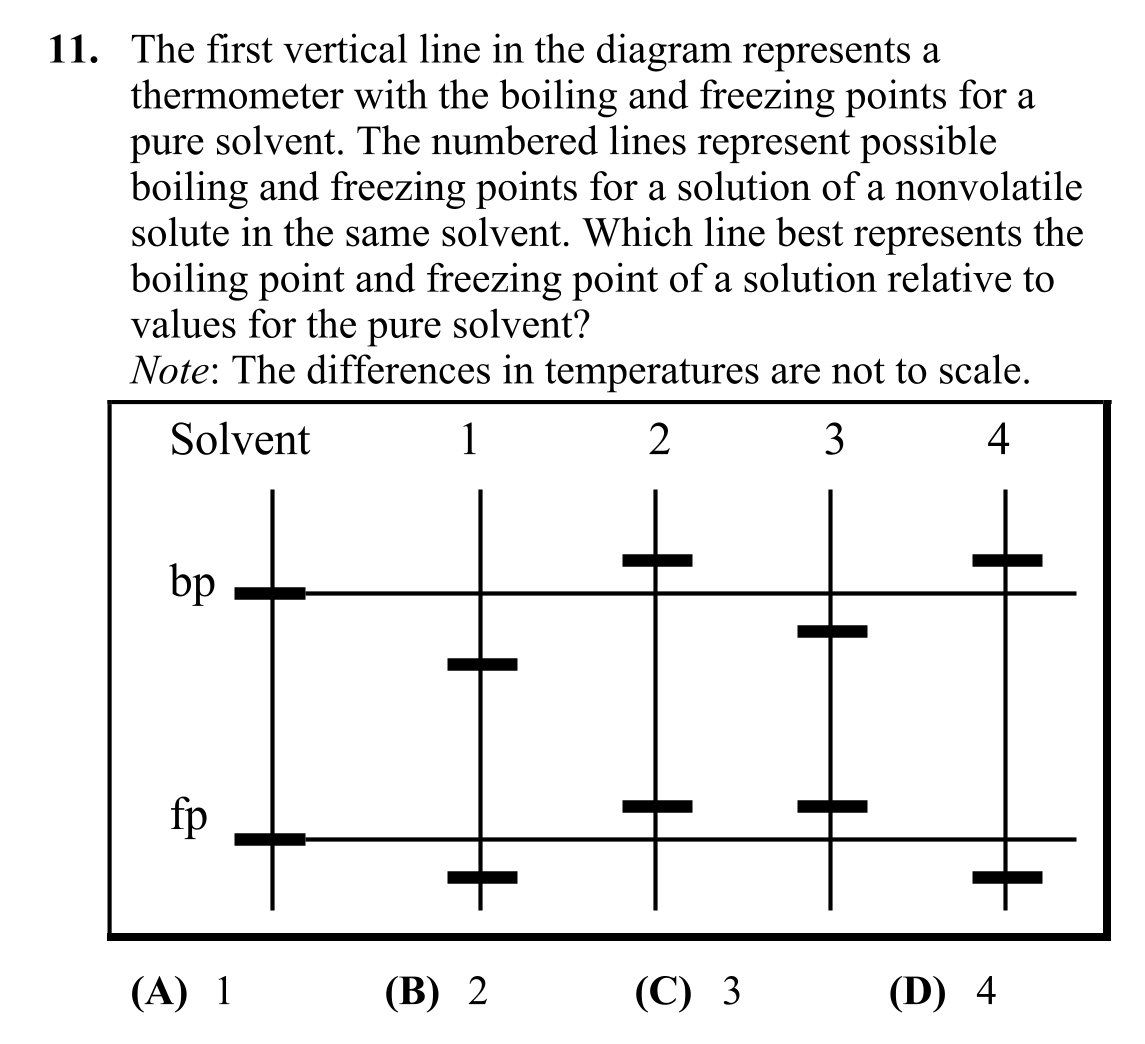 11. The first vertical line in the diagram represents a
thermometer with the boiling and freezing points for a
pure solvent. The numbered lines represent possible
boiling and freezing points for a solution of a nonvolatile
solute in the same solvent. Which line best represents the
boiling point and freezing point of a solution relative to
values for the pure solvent?
Note: The differences in temperatures are not to scale.
Solvent 1 2 3 4
bp
fp
(A) 1 (B) 2 (C) 3 (D) 4